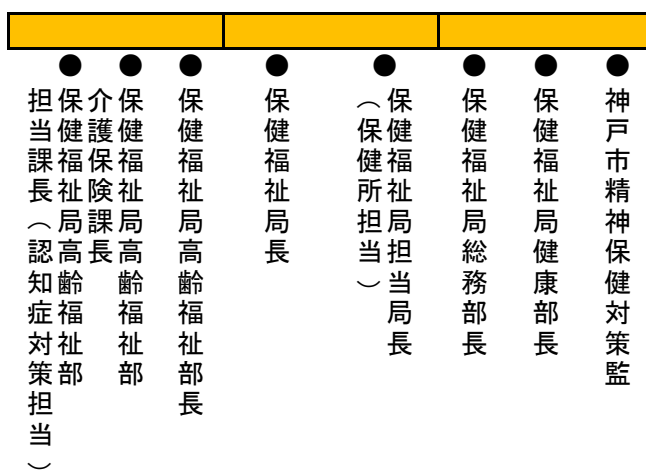 ●神戸市精神保健対策監
●保健福祉局健康部長
●保健福祉局総務部長
●保健福祉局担当局長
（保健所担当）
●保健福祉局長
●保健福祉局高齢福祉部長
●保健福祉局高齢福祉部
介護保険課長
●保健福祉局高齢福祉部
担当課長（認知症対策担当）